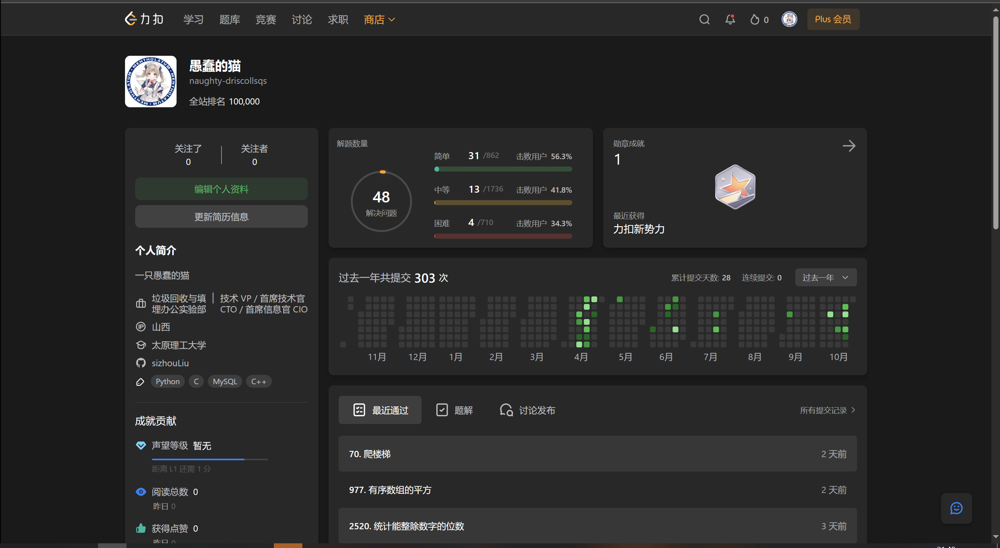 力扣 学习 题库 竞赛 讨论 求职 商店 0 Plus 会员
愚蠢的猫
naughty-driscollsqs
全站排名 100,000
关注了 关注者
0 0
编辑个人资料
更新简历信息
个人简介
一只愚蠢的猫
垃圾回收与填埋办公实验部 技术 VP / 首席技术官 CTO / 首席信息官 CIO
山西
太原理工大学
sizhouLiu
Python C MySQL C++
成就贡献
声望等级 暂无
距离 L1 还需 1 分
阅读总数 0
昨日 0
获得点赞 0
昨日 0
解题数量
48
解决问题
简单 31 /862 击败用户 56.3%
中等 13 /1736 击败用户 41.8%
困难 4 /710 击败用户 34.3%
勋章成就
1
最近获得
力扣新势力
过去一年共提交 303 次 累计提交天数: 28 连续提交: 0 过去一年
11月 12月 1月 2月 3月 4月 5月 6月 7月 8月 9月 10月
最近通过 题解 讨论发布 所有提交记录
70. 爬楼梯 2 天前
977. 有序数组的平方 2 天前
2520. 统计能整除数字的位数 3 天前
MENTHOLATUM • MENTHOLATUM • MENTHOLATUM •